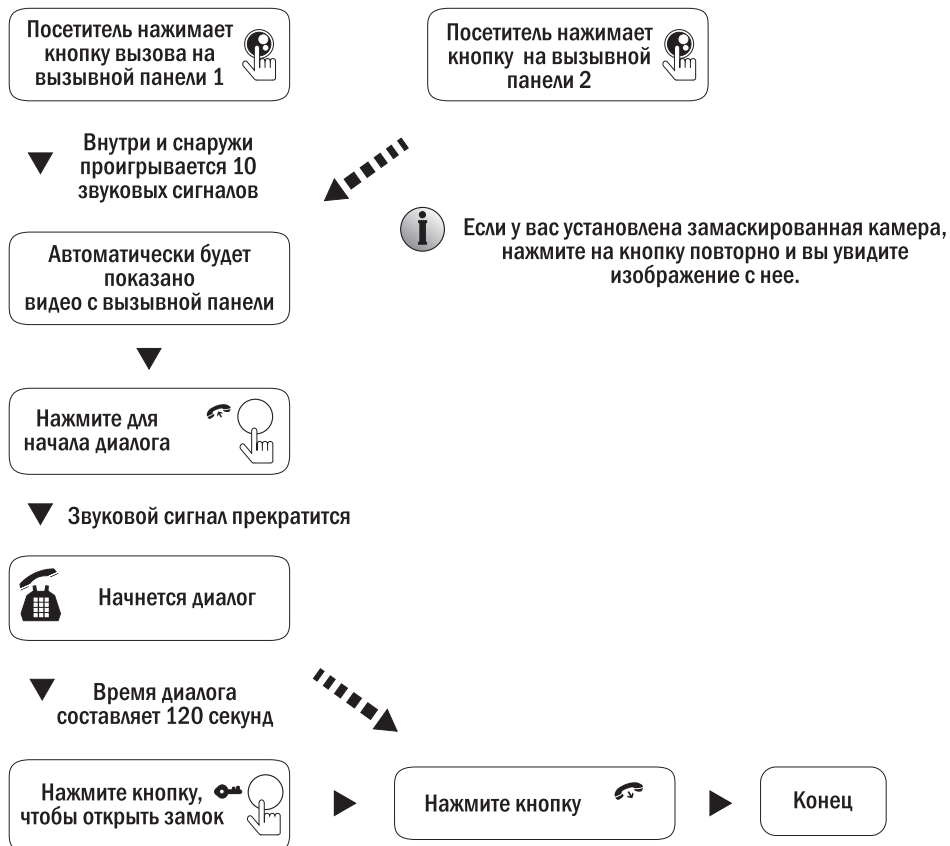 Посетитель нажимает
кнопку вызова на
вызывной панели 1
Посетитель нажимает
кнопку на вызывной
панели 2
Внутри и снаружи
проигрывается 10
звуковых сигналов
Если у вас установлена замаскированная камера,
нажмите на кнопку повторно и вы увидите
изображение с нее.
Автоматически будет
показано
видео с вызывной панели
Нажмите для
начала диалога
Звуковой сигнал прекратится
Начнется диалог
Время диалога
составляет 120 секунд
Нажмите кнопку,
чтобы открыть замок
Нажмите кнопку
Конец